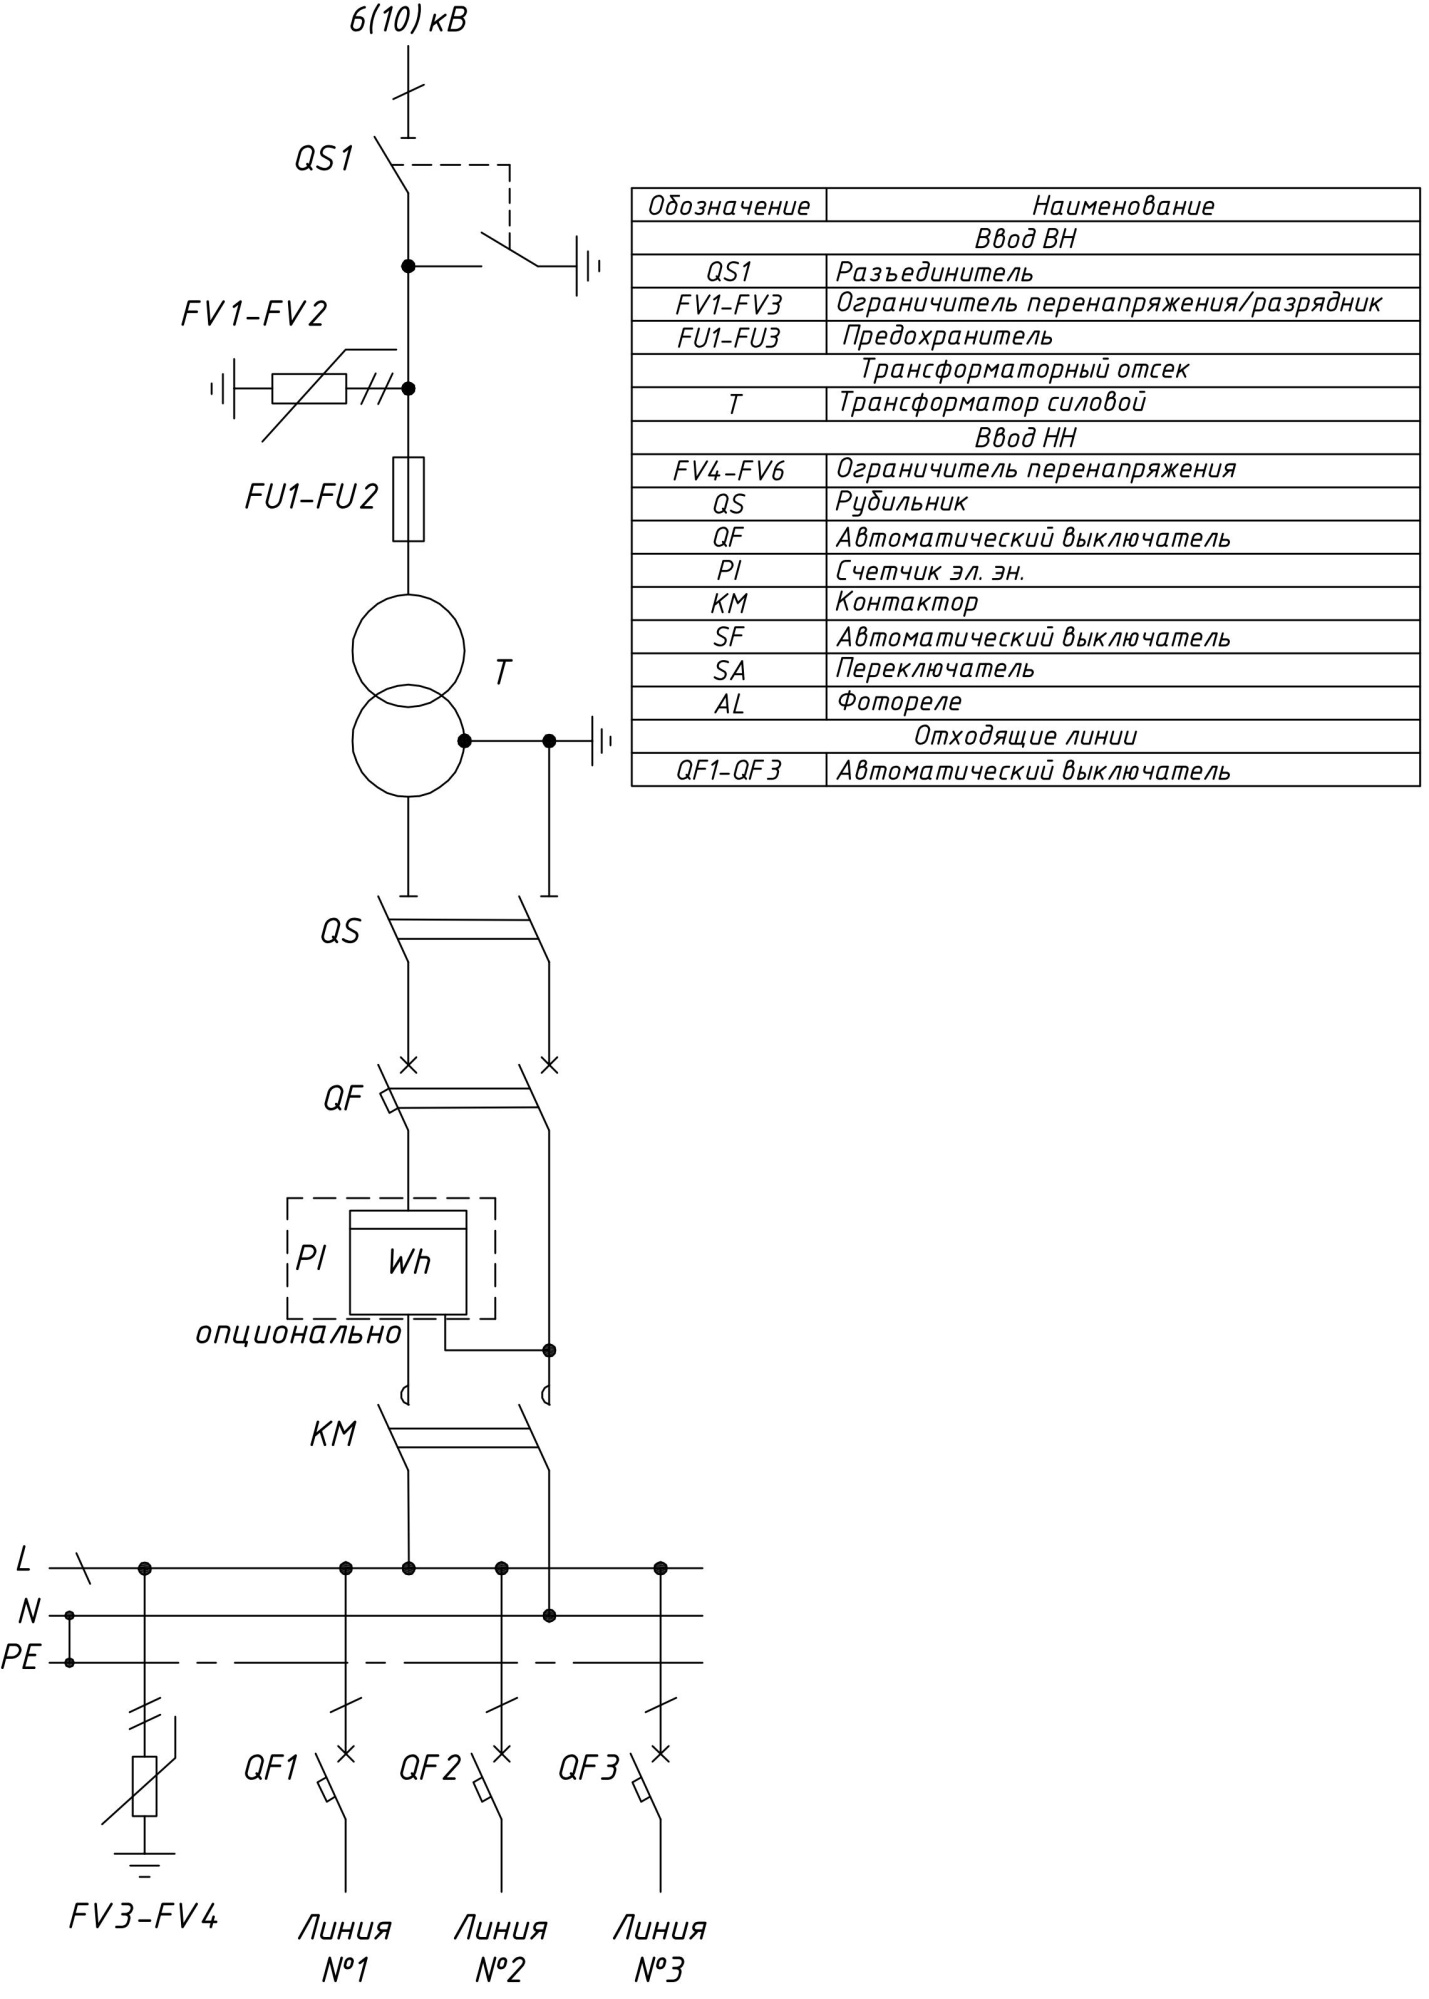 6(10) кВ
QS1
FV1-FV2
FU1-FU2
T
QS
QF
PI
Wh
опционально
KM
L
N
PE
QF1
QF2
QF3
FV3-FV4
Линия
№1
Линия
№2
Линия
№3
Обозначение Наименование
Ввод ВН
QS1 Разъединитель
FV1-FV3 Ограничитель перенапряжения/разрядник
FU1-FU3 Предохранитель
Трансформаторный отсек
T Трансформатор силовой
Ввод НН
FV4-FV6 Ограничитель перенапряжения
QS Рубильник
QF Автоматический выключатель
PI Счетчик эл. эн.
KM Контактор
SF Автоматический выключатель
SA Переключатель
AL Фотореле
Отходящие линии
QF1-QF3 Автоматический выключатель